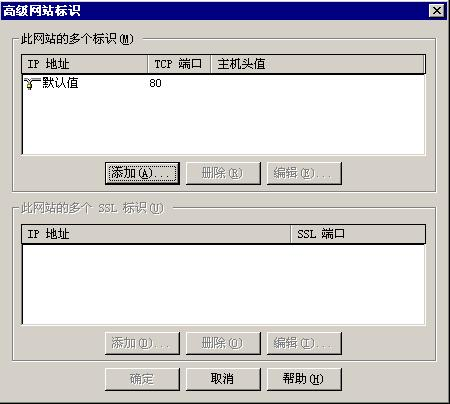 高级网站标识
此网站的多个标识(M)
IP 地址 TCP 端口 主机头值
默认值 80
添加(A)... 删除(R) 编辑(E)...
此网站的多个 SSL 标识(U)
IP 地址 SSL 端口
添加(D)... 删除(O) 编辑(I)...
确定 取消 帮助(H)